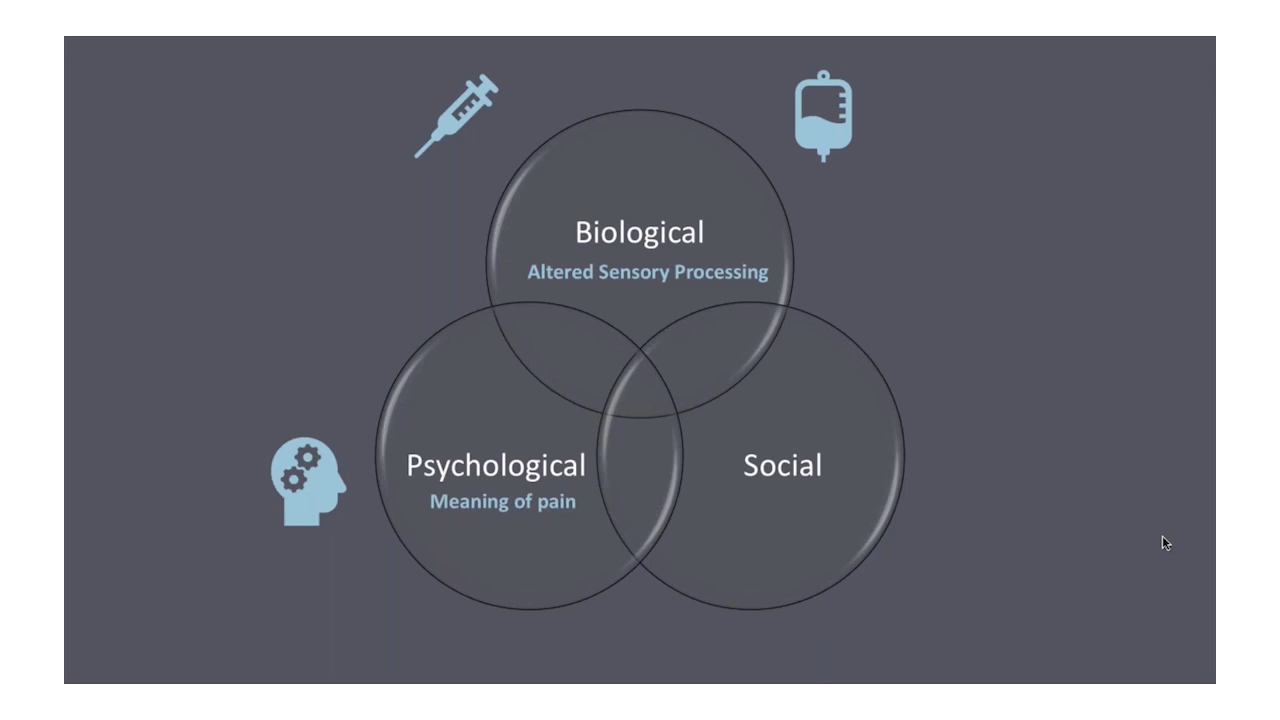 Biological
Altered Sensory Processing
Psychological
Meaning of pain
Social